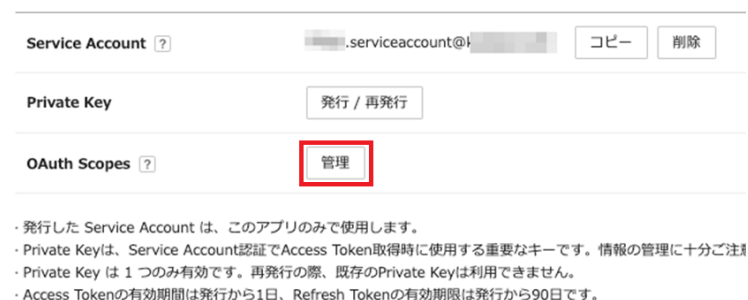 Service Account ? .serviceaccount@ コピー 削除
Private Key 発行 / 再発行
OAuth Scopes ? 管理
· 発行した Service Account は、このアプリのみで使用します。
· Private Keyは、Service Account認証でAccess Token取得時に使用する重要なキーです。情報の管理に十分ご注
· Private Key は 1 つのみ有効です。再発行の際、既存のPrivate Keyは利用できません。
· Access Tokenの有効期間は発行から1日、Refresh Tokenの有効期限は発行から90日です。